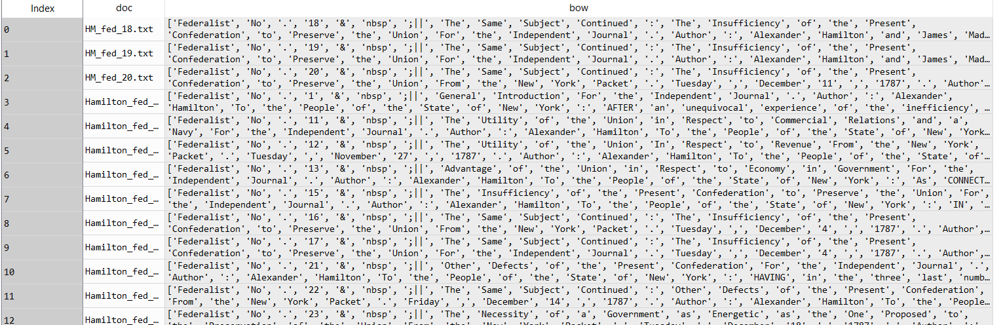 Index doc bow
0 HM_fed_18.txt ['Federalist', 'No', '.', '18', '&', 'nbsp', ';||', 'The', 'Same', 'Subject', 'Continued', ':', 'The', 'Insufficiency', 'of', 'the', 'Present',
'Confederation', 'to', 'Preserve', 'the', 'Union', 'For', 'the', 'Independent', 'Journal', '.', 'Author', ':', 'Alexander', 'Hamilton', 'and', 'James', 'Mad…
1 HM_fed_19.txt ['Federalist', 'No', '.', '19', '&', 'nbsp', ';||', 'The', 'Same', 'Subject', 'Continued', ':', 'The', 'Insufficiency', 'of', 'the', 'Present',
'Confederation', 'to', 'Preserve', 'the', 'Union', 'For', 'the', 'Independent', 'Journal', '.', 'Author', ':', 'Alexander', 'Hamilton', 'and', 'James', 'Mad…
2 HM_fed_20.txt ['Federalist', 'No', '.', '20', '&', 'nbsp', ';||', 'The', 'Same', 'Subject', 'Continued', ':', 'The', 'Insufficiency', 'of', 'the', 'Present',
'Confederation', 'to', 'Preserve', 'the', 'Union', 'From', 'the', 'New', 'York', 'Packet', '.', 'Tuesday', ',', 'December', '11', ',', '1787', '.', 'Author'…
3 Hamilton_fed_… ['Federalist', 'No', '.', '1', '&', 'nbsp', ';||', 'General', 'Introduction', 'For', 'the', 'Independent', 'Journal', '.', 'Author', ':', 'Alexander',
'Hamilton', 'To', 'the', 'People', 'of', 'the', 'State', 'of', 'New', 'York', ':', 'AFTER', 'an', 'unequivocal', 'experience', 'of', 'the', 'inefficiency', …
4 Hamilton_fed_… ['Federalist', 'No', '.', '11', '&', 'nbsp', ';||', 'The', 'Utility', 'of', 'the', 'Union', 'in', 'Respect', 'to', 'Commercial', 'Relations', 'and', 'a',
'Navy', 'For', 'the', 'Independent', 'Journal', '.', 'Author', ':', 'Alexander', 'Hamilton', 'To', 'the', 'People', 'of', 'the', 'State', 'of', 'New', 'York…
5 Hamilton_fed_… ['Federalist', 'No', '.', '12', '&', 'nbsp', ';||', 'The', 'Utility', 'of', 'the', 'Union', 'In', 'Respect', 'to', 'Revenue', 'From', 'the', 'New', 'York',
'Packet', '.', 'Tuesday', ',', 'November', '27', ',', '1787', '.', 'Author', ':', 'Alexander', 'Hamilton', 'To', 'the', 'People', 'of', 'the', 'State', 'of'…
6 Hamilton_fed_… ['Federalist', 'No', '.', '13', '&', 'nbsp', ';||', 'Advantage', 'of', 'the', 'Union', 'in', 'Respect', 'to', 'Economy', 'in', 'Government', 'For', 'the',
'Independent', 'Journal', '.', 'Author', ':', 'Alexander', 'Hamilton', 'To', 'the', 'People', 'of', 'the', 'State', 'of', 'New', 'York', ':', 'As', 'CONNECT…
7 Hamilton_fed_… ['Federalist', 'No', '.', '15', '&', 'nbsp', ';||', 'The', 'Insufficiency', 'of', 'the', 'Present', 'Confederation', 'to', 'Preserve', 'the', 'Union', 'For',
'the', 'Independent', 'Journal', '.', 'Author', ':', 'Alexander', 'Hamilton', 'To', 'the', 'People', 'of', 'the', 'State', 'of', 'New', 'York', ':', 'IN', '…
8 Hamilton_fed_… ['Federalist', 'No', '.', '16', '&', 'nbsp', ';||', 'The', 'Same', 'Subject', 'Continued', ':', 'The', 'Insufficiency', 'of', 'the', 'Present',
'Confederation', 'to', 'Preserve', 'the', 'Union', 'From', 'the', 'New', 'York', 'Packet', '.', 'Tuesday', ',', 'December', '4', ',', '1787', '.', 'Author',…
9 Hamilton_fed_… ['Federalist', 'No', '.', '17', '&', 'nbsp', ';||', 'The', 'Same', 'Subject', 'Continued', ':', 'The', 'Insufficiency', 'of', 'the', 'Present',
'Confederation', 'to', 'Preserve', 'the', 'Union', 'For', 'the', 'Independent', 'Journal', '.', 'Tuesday', ',', 'December', '4', ',', '1787', '.', 'Author',…
10 Hamilton_fed_… ['Federalist', 'No', '.', '21', '&', 'nbsp', ';||', 'Other', 'Defects', 'of', 'the', 'Present', 'Confederation', 'For', 'the', 'Independent', 'Journal', '.',
'Author', ':', 'Alexander', 'Hamilton', 'To', 'the', 'People', 'of', 'the', 'State', 'of', 'New', 'York', ':', 'HAVING', 'in', 'the', 'three', 'last', 'numb…
11 Hamilton_fed_… ['Federalist', 'No', '.', '22', '&', 'nbsp', ';||', 'The', 'Same', 'Subject', 'Continued', ':', 'Other', 'Defects', 'of', 'the', 'Present', 'Confederation',
'From', 'the', 'New', 'York', 'Packet', '.', 'Friday', ',', 'December', '14', ',', '1787', '.', 'Author', ':', 'Alexander', 'Hamilton', 'To', 'the', 'People…
12 Hamilton_fed_… ['Federalist', 'No', '.', '23', '&', 'nbsp', ';||', 'The', 'Necessity', 'of', 'a', 'Government', 'as', 'Energetic', 'as', 'the', 'One', 'Proposed', 'to',